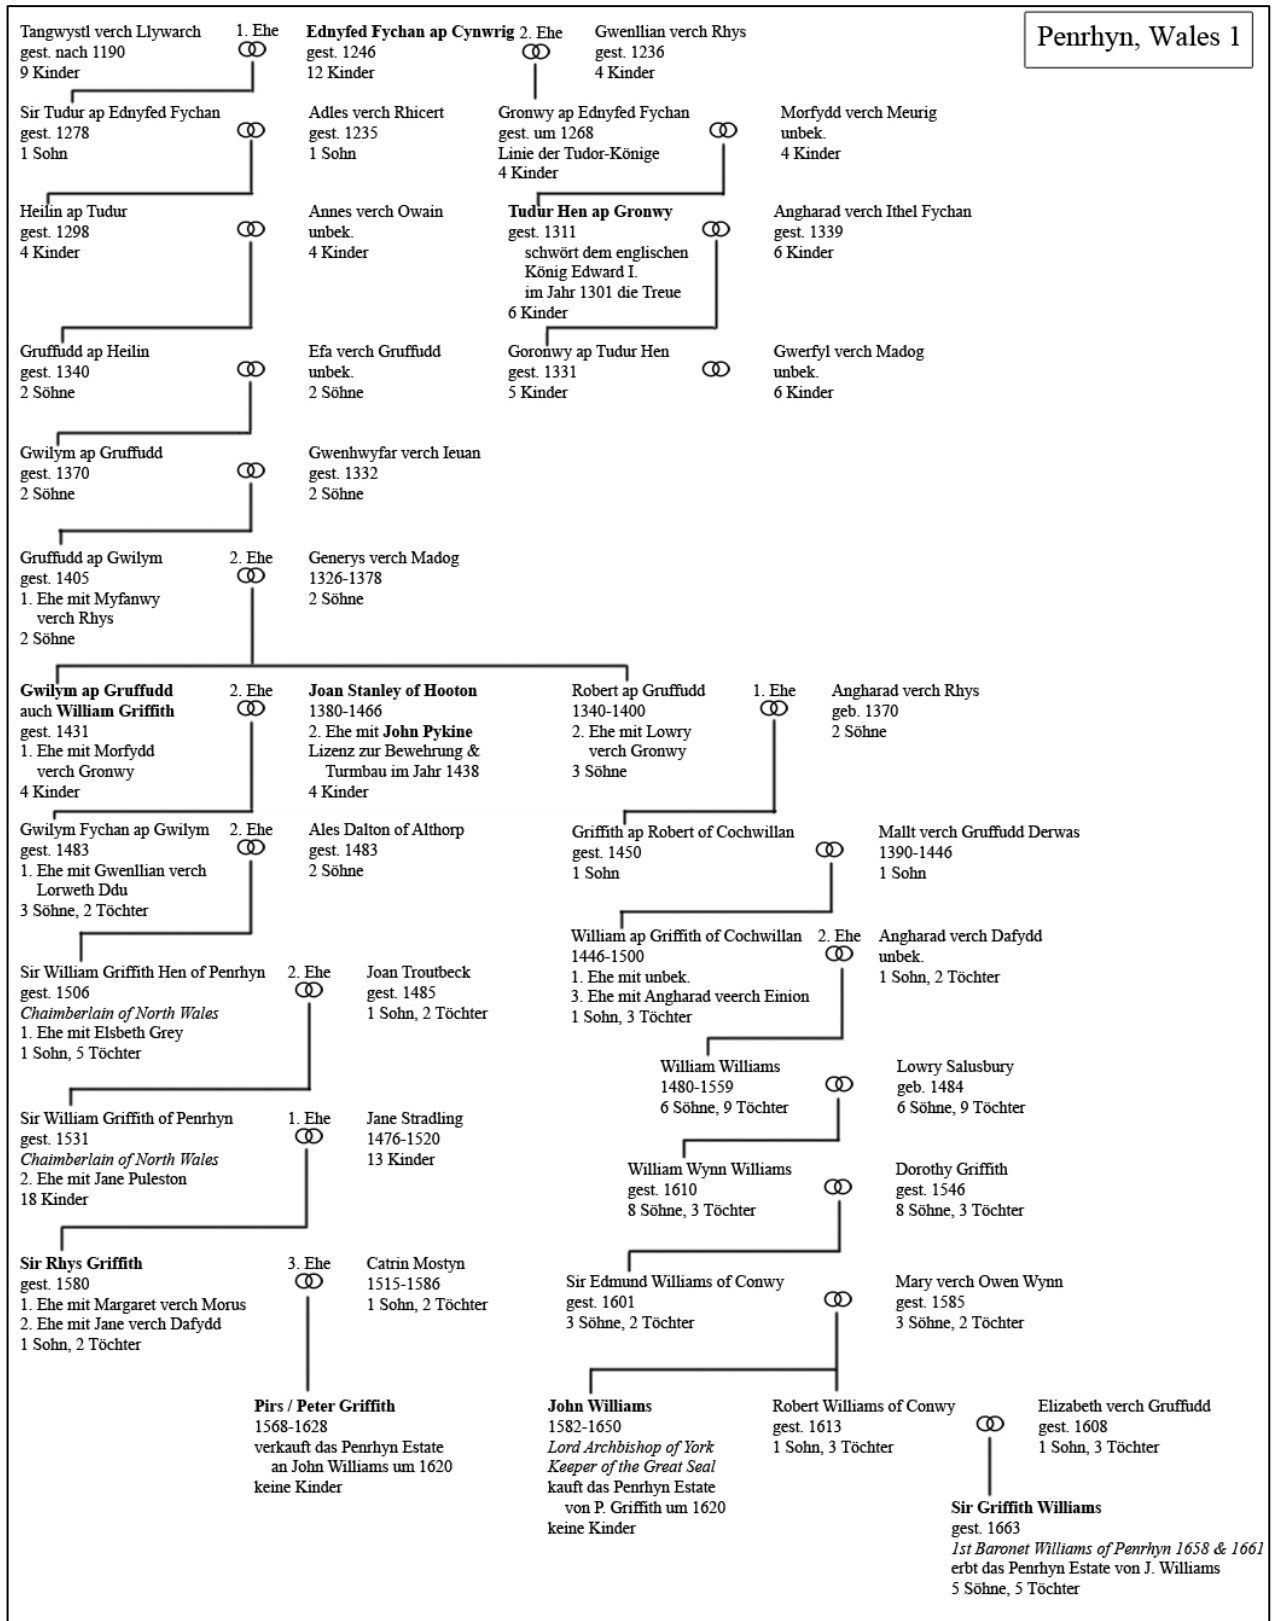 Penrhyn, Wales 1
Tangwystl verch Llywarch
gest. nach 1190
9 Kinder
1. Ehe
Ednyfed Fychan ap Cynwrig
gest. 1246
12 Kinder
2. Ehe
Gwenllian verch Rhys
gest. 1236
4 Kinder
Sir Tudur ap Ednyfed Fychan
gest. 1278
1 Sohn
Adles verch Rhicert
gest. 1235
1 Sohn
Gronwy ap Ednyfed Fychan
gest. um 1268
Linie der Tudor-Könige
4 Kinder
Morfydd verch Meurig
unbek.
4 Kinder
Heilin ap Tudur
gest. 1298
4 Kinder
Annes verch Owain
unbek.
4 Kinder
Tudur Hen ap Gronwy
gest. 1311
schwört dem englischen
König Edward I.
im Jahr 1301 die Treue
6 Kinder
Angharad verch Ithel Fychan
gest. 1339
6 Kinder
Gruffudd ap Heilin
gest. 1340
2 Söhne
Efa verch Gruffudd
unbek.
2 Söhne
Goronwy ap Tudur Hen
gest. 1331
5 Kinder
Gwerfyl verch Madog
unbek.
6 Kinder
Gwilym ap Gruffudd
gest. 1370
2 Söhne
Gwenhwyfar verch Ieuan
gest. 1332
2 Söhne
Gruffudd ap Gwilym
gest. 1405
1. Ehe mit Myfanwy
verch Rhys
2 Söhne
2. Ehe
Generys verch Madog
1326-1378
2 Söhne
Gwilym ap Gruffudd
auch William Griffith
gest. 1431
1. Ehe mit Morfydd
verch Gronwy
4 Kinder
2. Ehe
Joan Stanley of Hooton
1380-1466
2. Ehe mit John Pykine
Lizenz zur Bewehrung &
Turmbau im Jahr 1438
4 Kinder
Robert ap Gruffudd
1340-1400
2. Ehe mit Lowry
verch Gronwy
3 Söhne
1. Ehe
Angharad verch Rhys
geb. 1370
2 Söhne
Gwilym Fychan ap Gwilym
gest. 1483
1. Ehe mit Gwenllian verch
Lorweth Ddu
3 Söhne, 2 Töchter
2. Ehe
Ales Dalton of Althorp
gest. 1483
2 Söhne
Griffith ap Robert of Cochwillan
gest. 1450
1 Sohn
Mallt verch Gruffudd Derwas
1390-1446
1 Sohn
Sir William Griffith Hen of Penrhyn
gest. 1506
Chaimberlain of North Wales
1. Ehe mit Elsbeth Grey
1 Sohn, 5 Töchter
2. Ehe
Joan Troutbeck
gest. 1485
1 Sohn, 2 Töchter
William ap Griffith of Cochwillan
1446-1500
1. Ehe mit unbek.
3. Ehe mit Angharad veerch Einion
1 Sohn, 3 Töchter
2. Ehe
Angharad verch Dafydd
unbek.
1 Sohn, 2 Töchter
William Williams
1480-1559
6 Söhne, 9 Töchter
Lowry Salusbury
geb. 1484
6 Söhne, 9 Töchter
Sir William Griffith of Penrhyn
gest. 1531
Chaimberlain of North Wales
2. Ehe mit Jane Puleston
18 Kinder
1. Ehe
Jane Stradling
1476-1520
13 Kinder
William Wynn Williams
gest. 1610
8 Söhne, 3 Töchter
Dorothy Griffith
gest. 1546
8 Söhne, 3 Töchter
Sir Rhys Griffith
gest. 1580
1. Ehe mit Margaret verch Morus
2. Ehe mit Jane verch Dafydd
1 Sohn, 2 Töchter
3. Ehe
Catrin Mostyn
1515-1586
1 Sohn, 2 Töchter
Sir Edmund Williams of Conwy
gest. 1601
3 Söhne, 2 Töchter
Mary verch Owen Wynn
gest. 1585
3 Söhne, 2 Töchter
Pirs / Peter Griffith
1568-1628
verkauft das Penrhyn Estate
an John Williams um 1620
keine Kinder
John Williams
1582-1650
Lord Archbishop of York
Keeper of the Great Seal
kauft das Penrhyn Estate
von P. Griffith um 1620
keine Kinder
Robert Williams of Conwy
gest. 1613
1 Sohn, 3 Töchter
Elizabeth verch Gruffudd
gest. 1608
1 Sohn, 3 Töchter
Sir Griffith Williams
gest. 1663
1st Baronet Williams of Penrhyn 1658 & 1661
erbt das Penrhyn Estate von J. Williams
5 Söhne, 5 Töchter